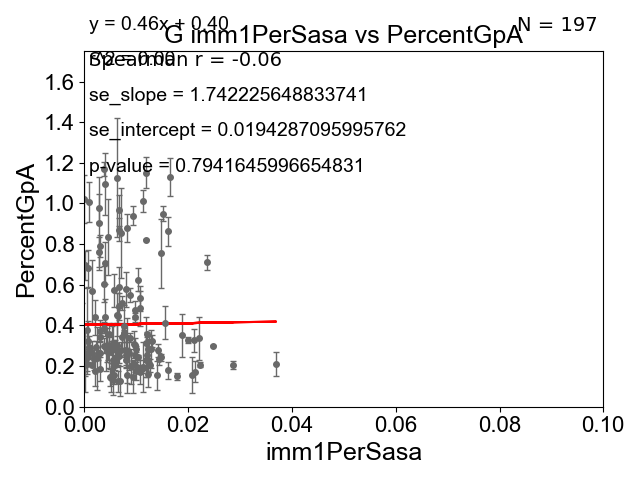 y = 0.46x + 0.40
N = 197
G imm1PerSasa vs PercentGpA
Spearman r = -0.06
se_slope = 1.742225648833741
se_intercept = 0.0194287095995762
p-value = 0.7941645996654831
PercentGpA
1.6
1.4
1.2
1.0
0.8
0.6
0.4
0.2
0.0
0.00 0.02 0.04 0.06 0.08 0.10
imm1PerSasa